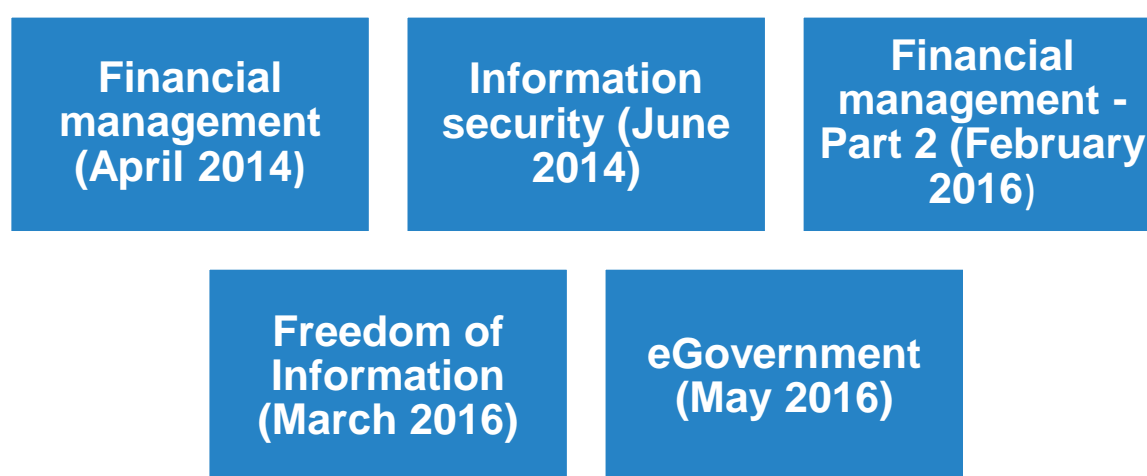 Financial
management
(April 2014)
Information
security (June
2014)
Financial
management -
Part 2 (February
2016)
Freedom of
Information
(March 2016)
eGovernment
(May 2016)